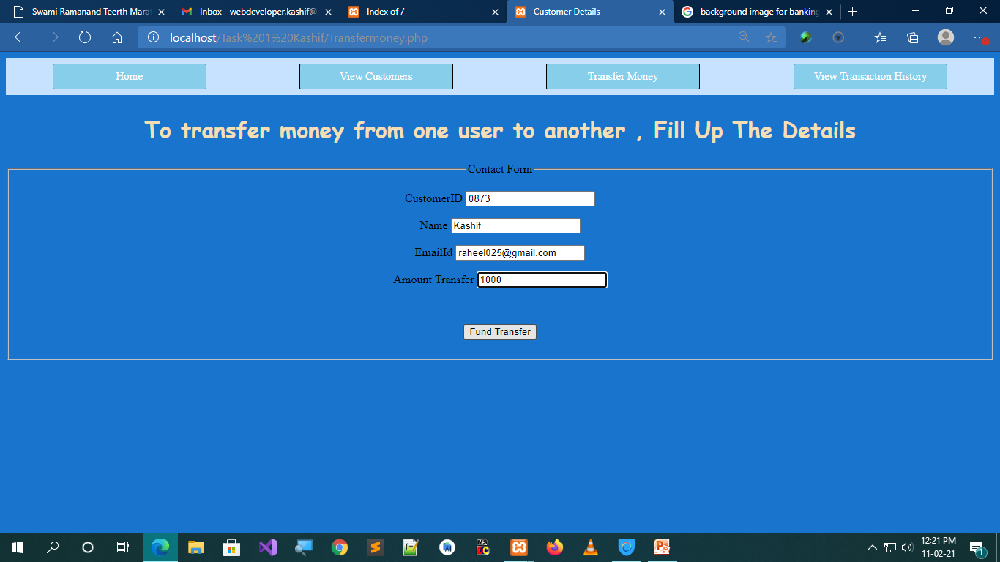 Swami Ramanand Teerth Mara
Inbox - webdeveloper.kashif@
Index of /
Customer Details
background image for banking
localhost/Task%201%20Kashif/Transfermoney.php
Home
View Customers
Transfer Money
View Transaction History
To transfer money from one user to another , Fill Up The Details
Contact Form
CustomerID 0873
Name Kashif
EmailId raheel025@gmail.com
Amount Transfer 1000
Fund Transfer
12:21 PM
11-02-21
1